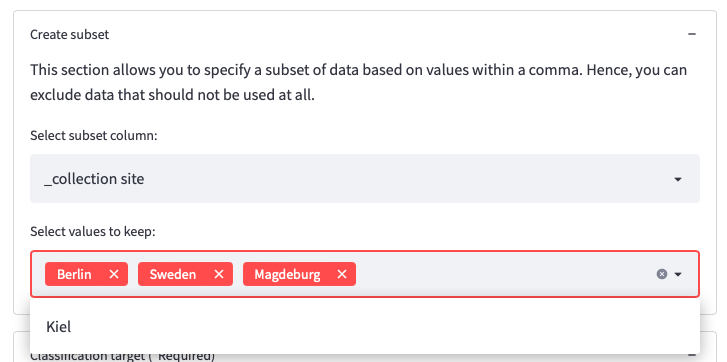 Create subset
This section allows you to specify a subset of data based on values within a comma. Hence, you can
exclude data that should not be used at all.
Select subset column:
_collection site
Select values to keep:
Berlin Sweden Magdeburg
Kiel
Classification target (*Required)